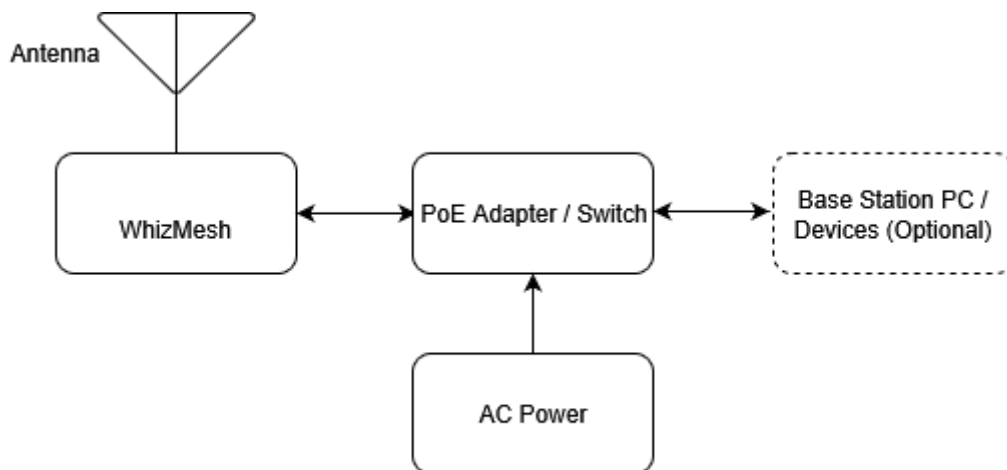 Antenna
WhizMesh
PoE Adapter / Switch
Base Station PC /
Devices (Optional)
AC Power